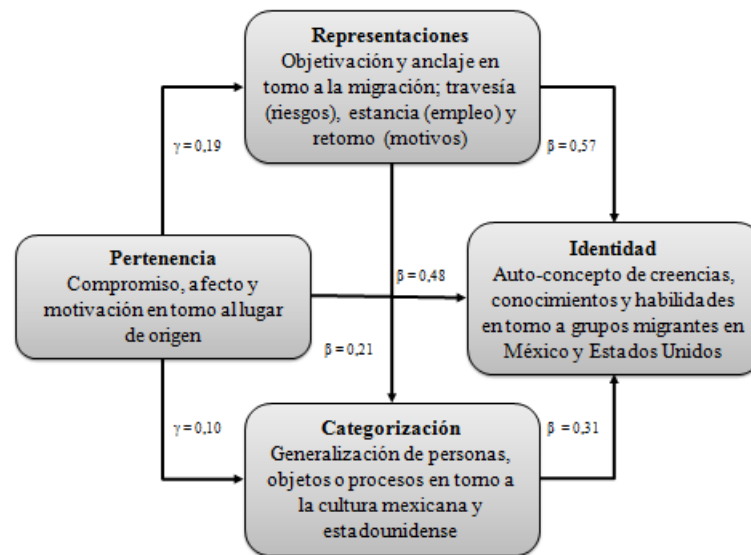 Representaciones
Objetivación y anclaje en
torno a la migración; travesía
(riesgos), estancia (empleo) y
retorno (motivos)
γ = 0,19
β = 0,57
Pertenencia
Compromiso, afecto y
motivación en torno al lugar
de origen
β = 0,48
Identidad
Auto-concepto de creencias,
conocimientos y habilidades
en torno a grupos migrantes en
México y Estados Unidos
β = 0,21
γ = 0,10
β = 0,31
Categorización
Generalización de personas,
objetos o procesos en torno a
la cultura mexicana y
estadounidense